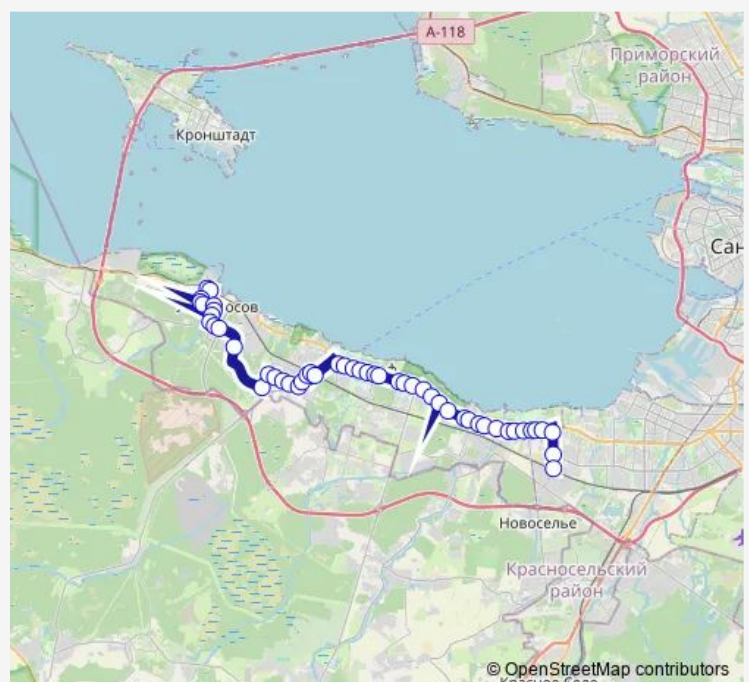 А-118
Приморский
район
Кронштадт
Сан
осов
Новоселье
Красносельский
район
© OpenStreetMap contributors